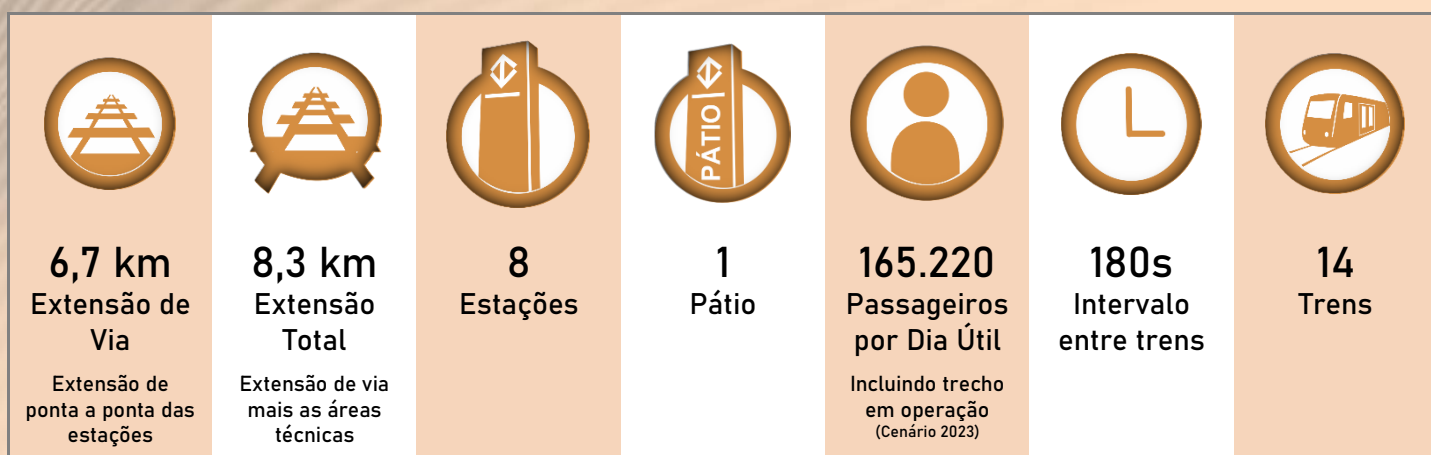 PÁTIO
6,7 km
Extensão de
Via
Extensão de
ponta a ponta das
estações
8,3 km
Extensão
Total
Extensão de via
mais as áreas
técnicas
8
Estações
1
Pátio
165.220
Passageiros
por Dia Útil
Incluindo trecho
em operação
(Cenário 2023)
180s
Intervalo
entre trens
14
Trens